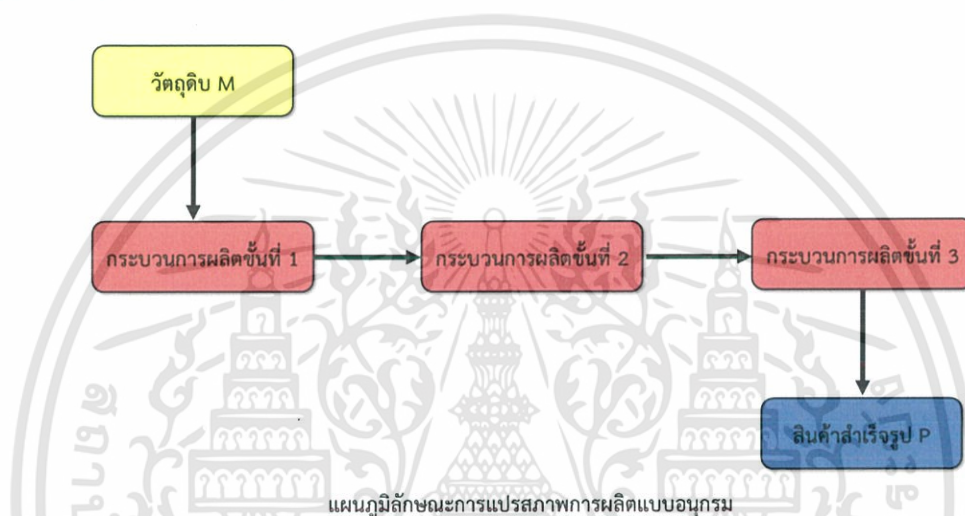 วัตถุดิบ M
กระบวนการผลิตขั้นที่ 1
กระบวนการผลิตขั้นที่ 2
กระบวนการผลิตขั้นที่ 3
สินค้าสำเร็จรูป P
แผนภูมิลักษณะการแปรสภาพการผลิตแบบอนุกรม